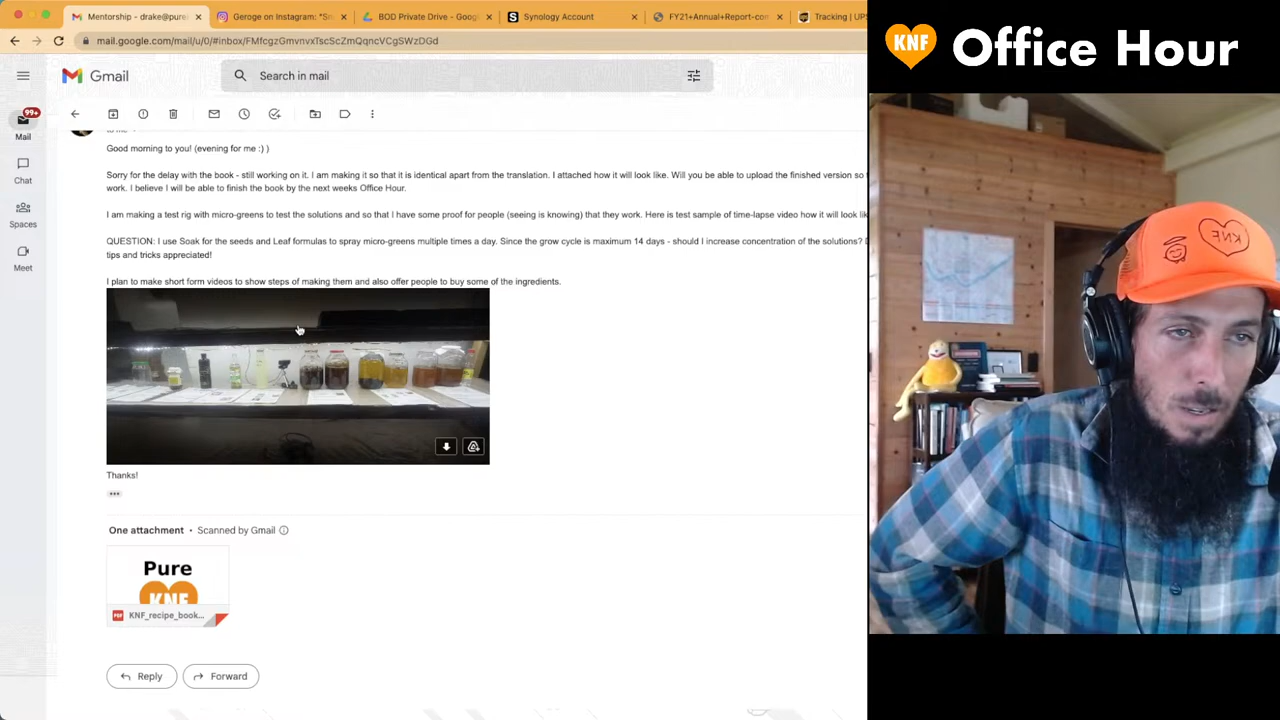 Mentorship - drake@pure
Geroge on Instagram: "Sn
BOD Private Drive - Goog
Synology Account
FY21+Annual+Report-com
Tracking | UPS
mail.google.com/mail/u/0/#inbox/FMfcgzGmvnvxTscScZmQqncVCgSWzDGd
KNF Office Hour
Gmail
Search in mail
99+
Mail
Chat
Spaces
Meet
to me
Good morning to you! (evening for me :) )
Sorry for the delay with the book - still working on it. I am making it so that it is identical apart from the translation. I attached how it will look like. Will you be able to upload the finished version so
work. I believe I will be able to finish the book by the next weeks Office Hour.
I am making a test rig with micro-greens to test the solutions and so that I have some proof for people (seeing is knowing) that they work. Here is test sample of time-lapse video how it will look lik
QUESTION: I use Soak for the seeds and Leaf formulas to spray micro-greens multiple times a day. Since the grow cycle is maximum 14 days - should I increase concentration of the solutions?
tips and tricks appreciated!
I plan to make short form videos to show steps of making them and also offer people to buy some of the ingredients.
Thanks!
One attachment • Scanned by Gmail
Pure
KNF
PDF KNF_recipe_book...
Reply
Forward
KNF